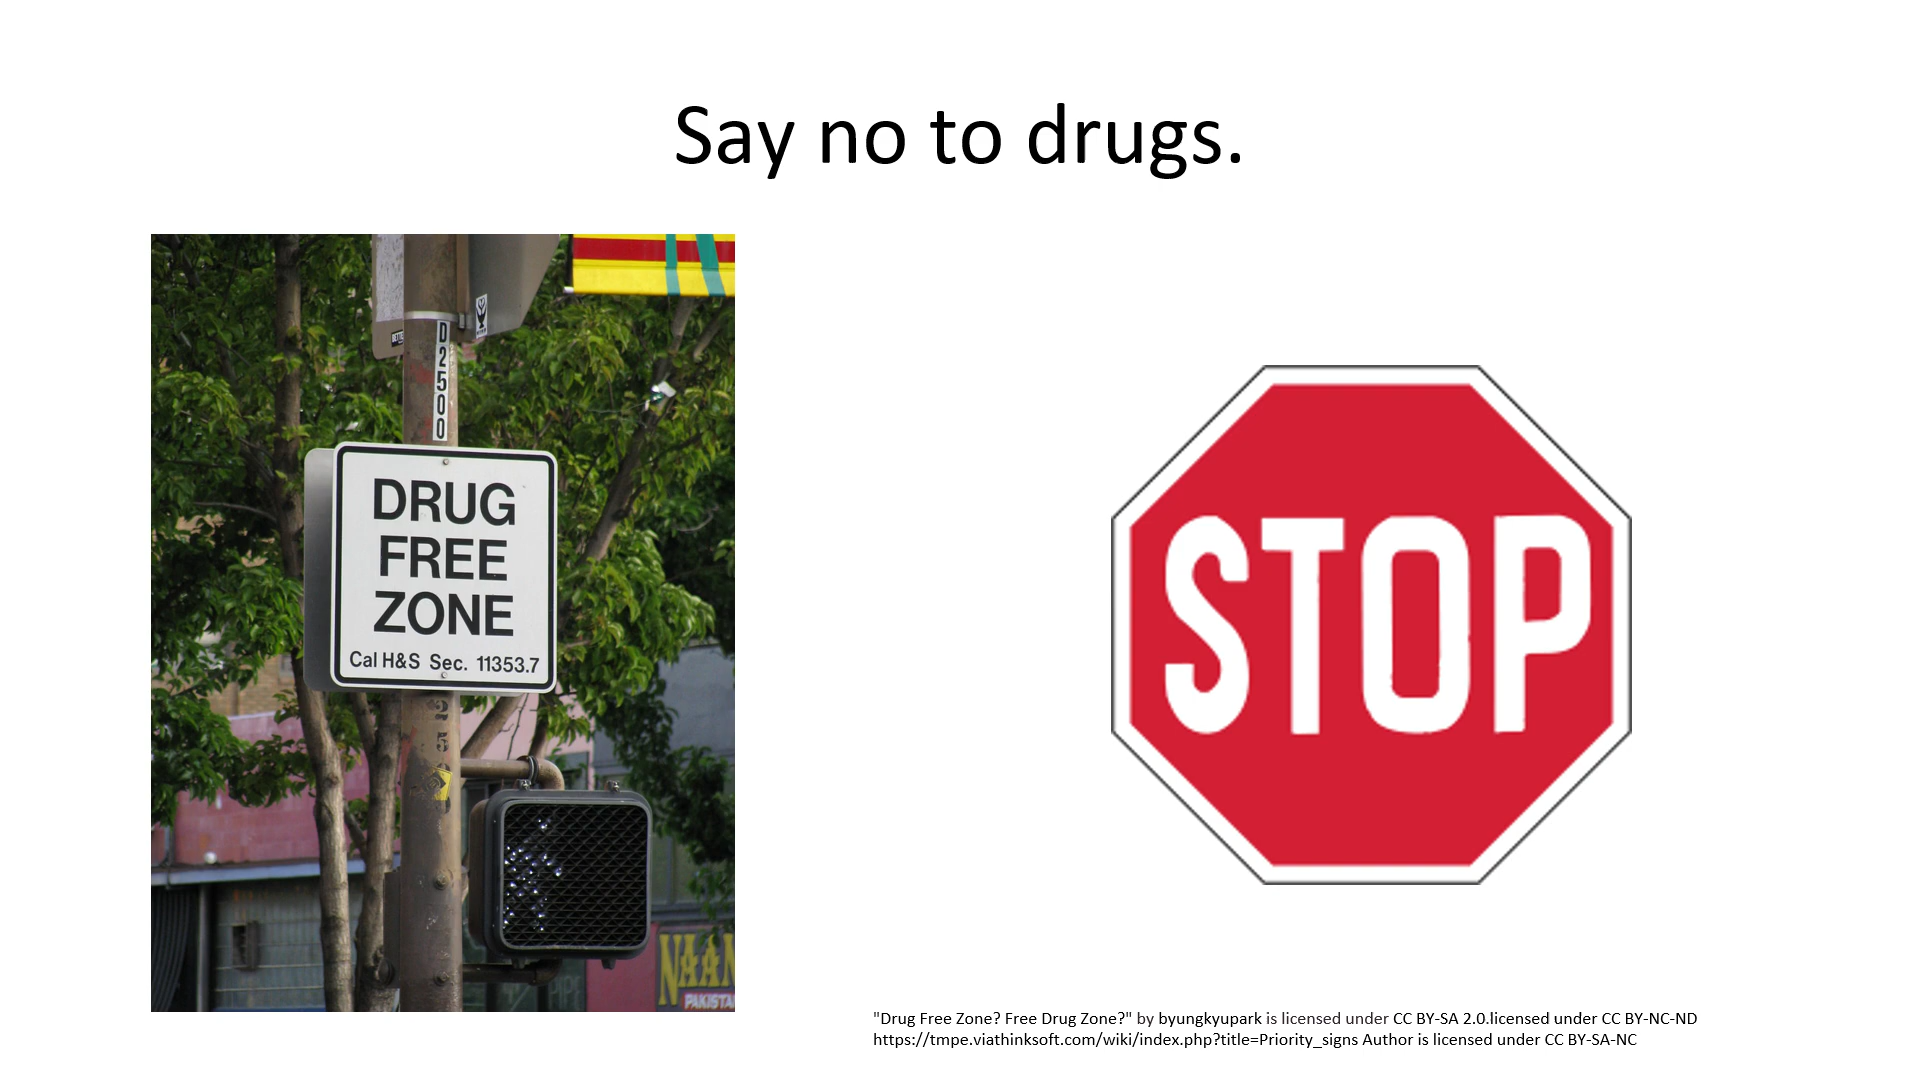 Say no to drugs.
D2500
DRUG
FREE
ZONE
Cal H&S Sec. 11353.7
NAAN
PAKISTA
STOP
"Drug Free Zone? Free Drug Zone?" by byungkyupark is licensed under CC BY-SA 2.0.licensed under CC BY-NC-ND
https://tmpe.viathinksoft.com/wiki/index.php?title=Priority_signs Author is licensed under CC BY-SA-NC